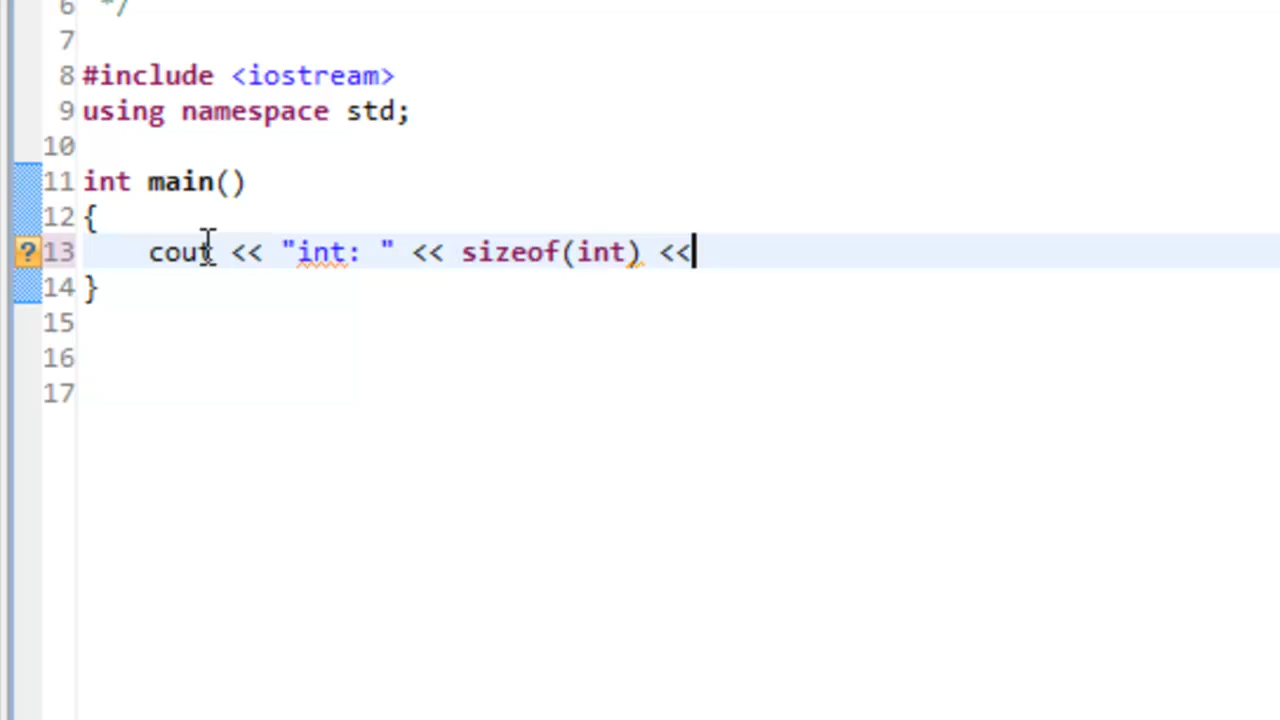 6 */
7
8 #include <iostream>
9 using namespace std;
10
11 int main()
12 {
? 13 cout << "int: " << sizeof(int) <<
14 }
15
16
17